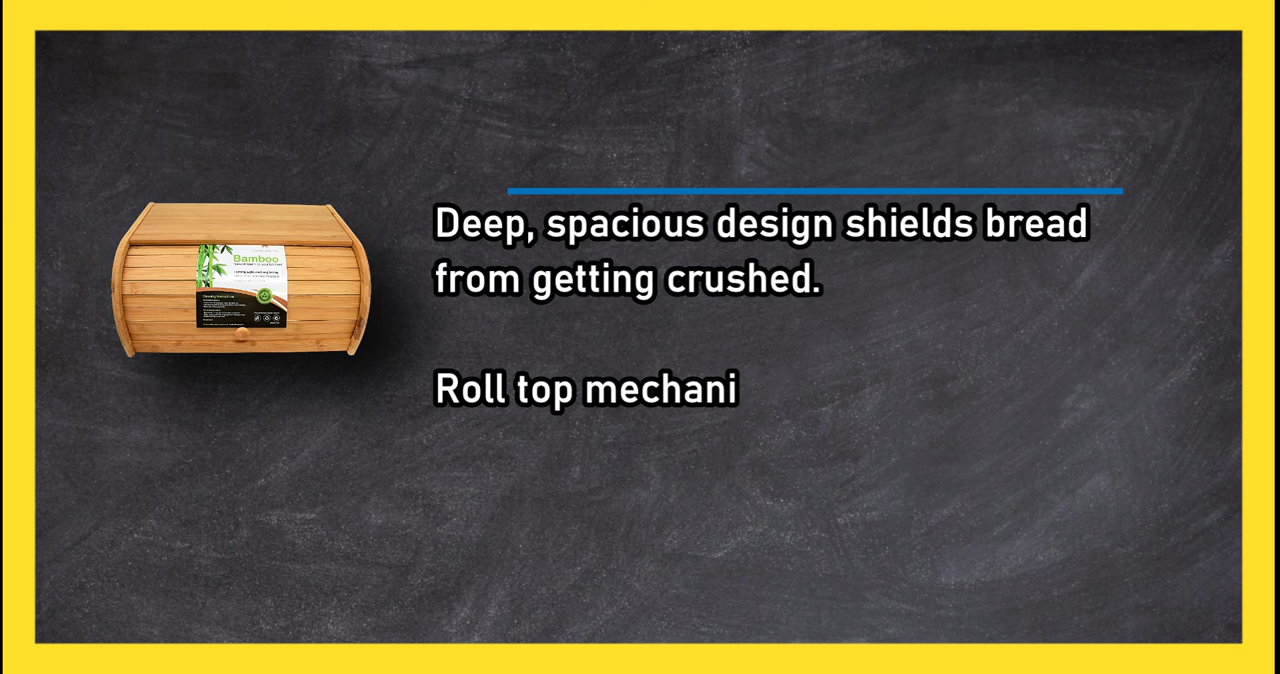 Deep, spacious design shields bread
from getting crushed.
Roll top mechani
Bamboo